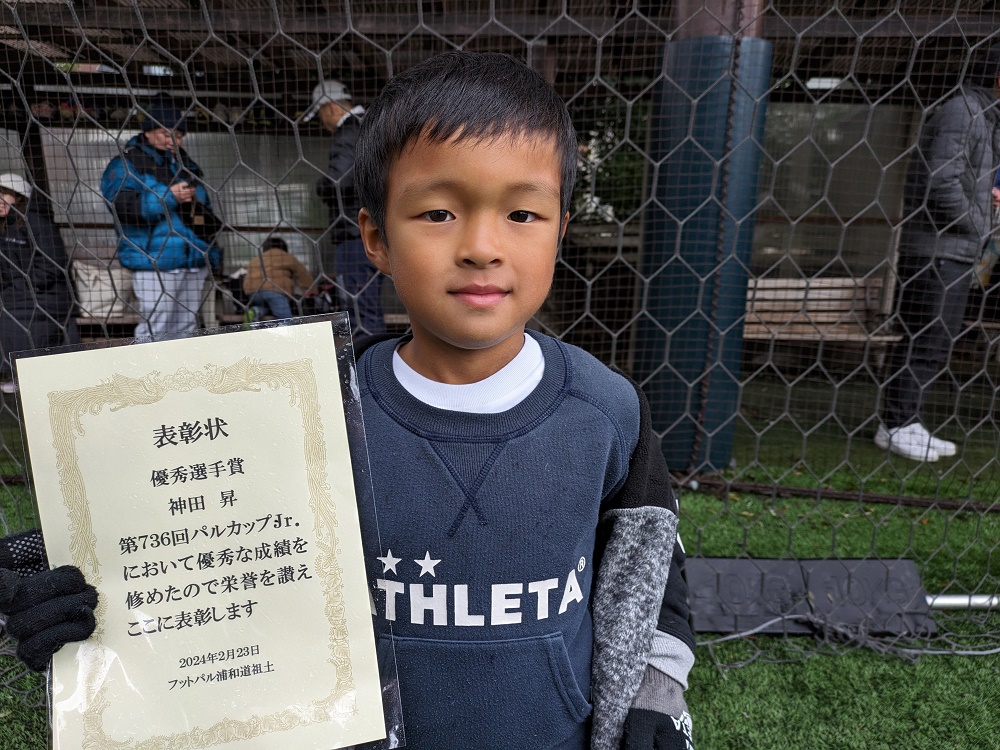 表彰状
優秀選手賞
神田 昇
第736回パルカップJr.
において優秀な成績を
修めたので栄誉を讃え
ここに表彰します
2024年2月23日
フットパル浦和道祖土
ATHLETA®